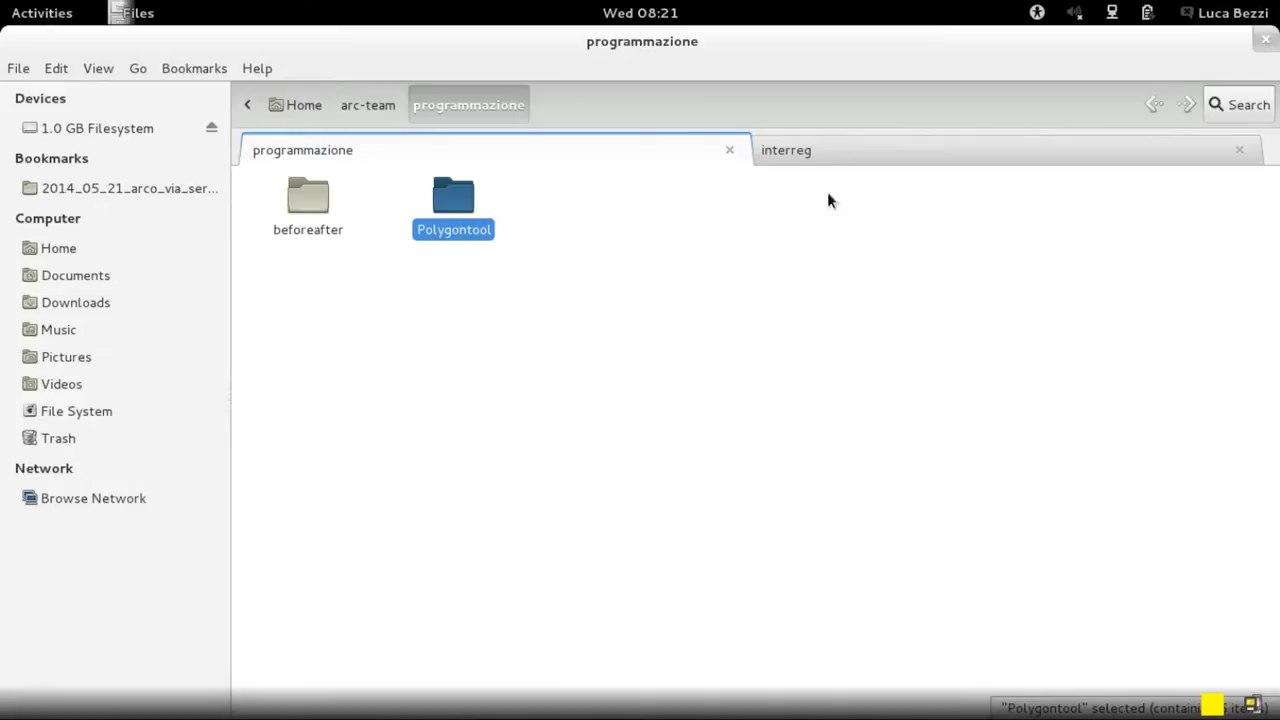 Activities Files Wed 08:21 Luca Bezzi
programmazione
File Edit View Go Bookmarks Help
Devices
1.0 GB Filesystem
Bookmarks
2014_05_21_arco_via_ser...
Computer
Home
Documents
Downloads
Music
Pictures
Videos
File System
Trash
Network
Browse Network
Home arc-team programmazione Search
programmazione interreg
beforeafter Polygontool
"Polygontool" selected